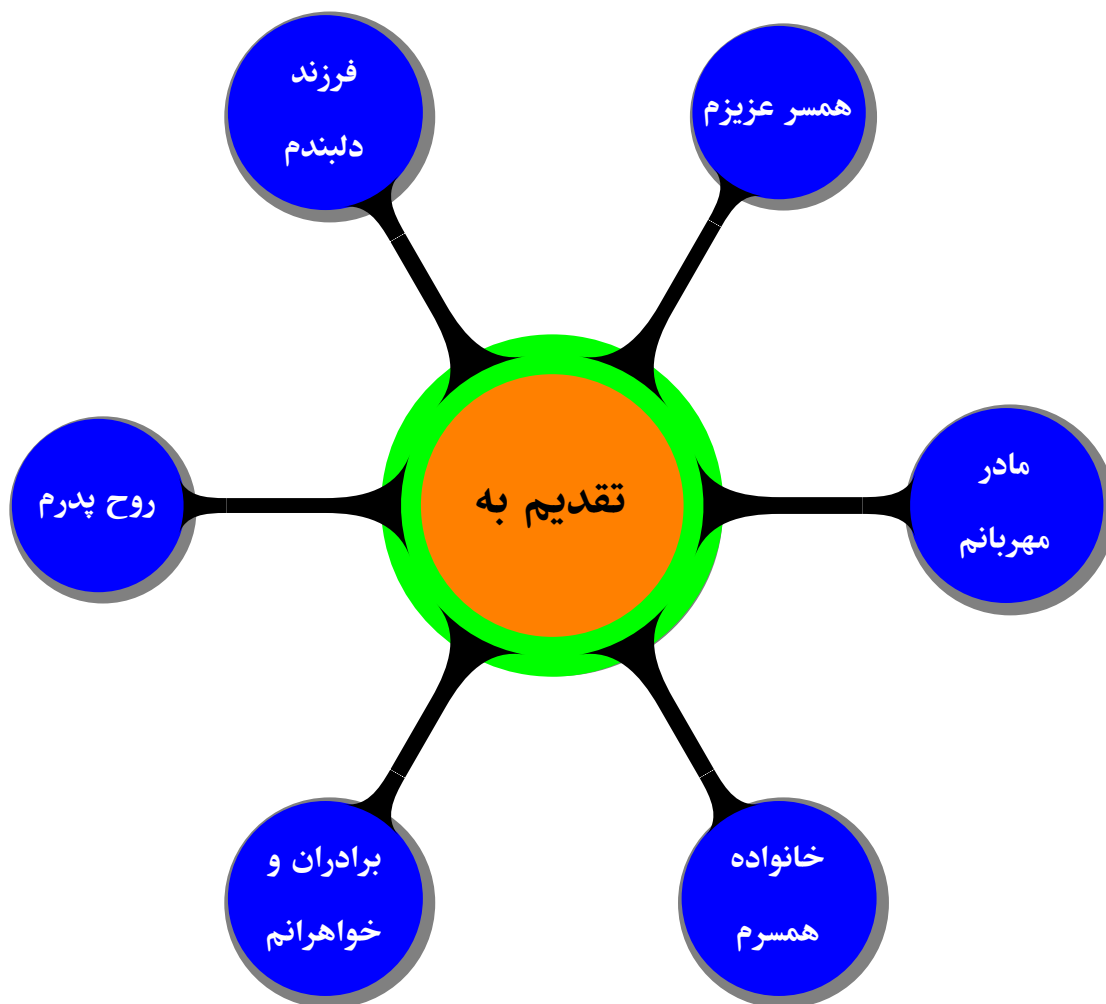 همسر عزیزم
فرزند
دلبندم
مادر
مهربانم
تقدیم به
روح پدرم
خانواده
همسرم
برادران و
خواهرانم